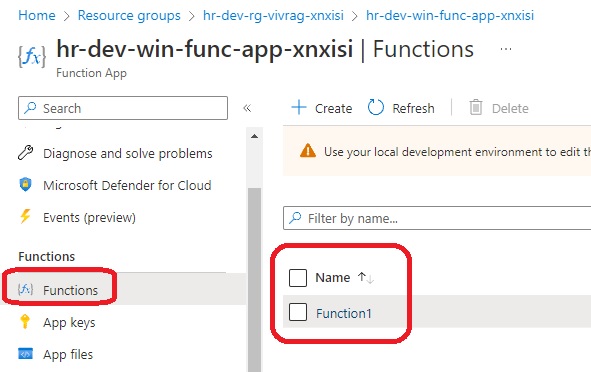 Home > Resource groups > hr-dev-rg-vivrag-xnxisi > hr-dev-win-func-app-xnxisi
{fx} hr-dev-win-func-app-xnxisi | Functions ...
Function App
Search «
+ Create Refresh Delete
Use your local development environment to edit th
Diagnose and solve problems
Microsoft Defender for Cloud
Events (preview)
Filter by name...
Functions
Name ↑↓
{fx} Functions
Function1
App keys
App files